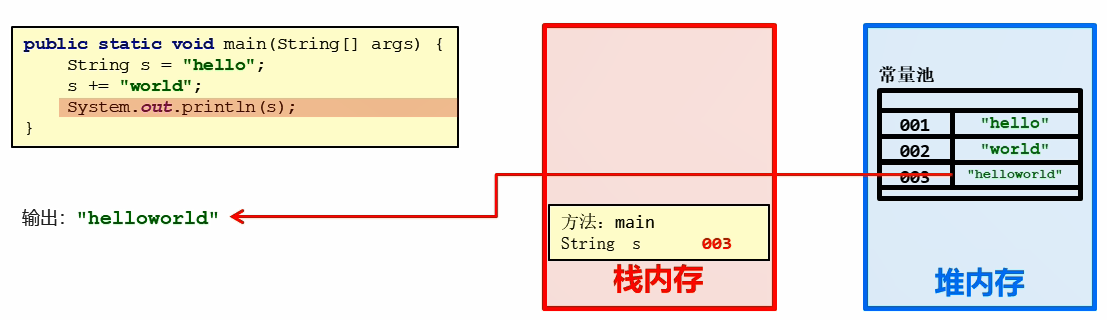 public static void main(String[] args) {
String s = "hello";
s += "world";
System.out.println(s);
}
输出："helloworld"
方法：main
String s 003
栈内存
常量池
001 "hello"
002 "world"
003 "helloworld"
堆内存